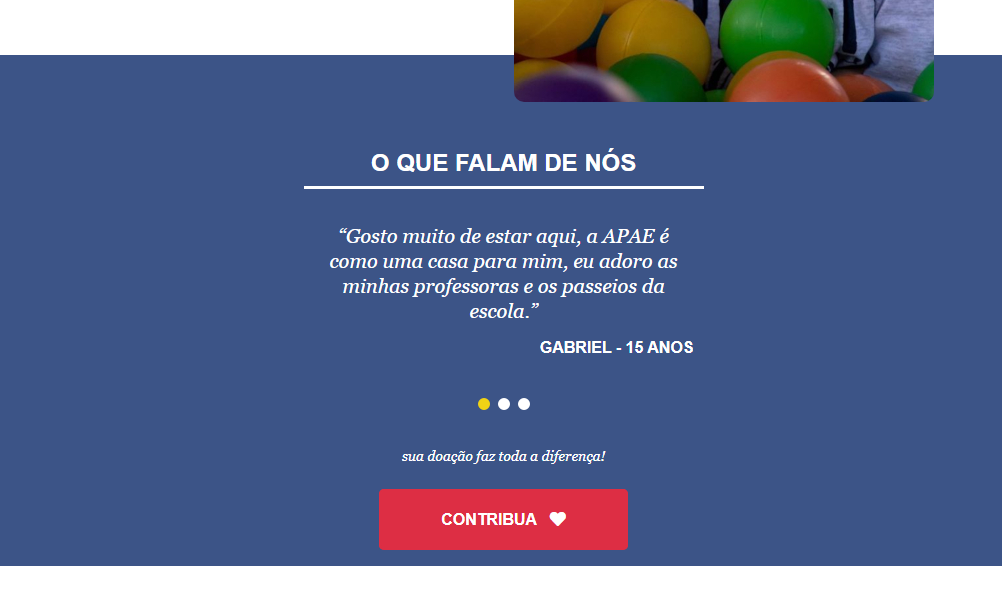 O QUE FALAM DE NÓS
“Gosto muito de estar aqui, a APAE é
como uma casa para mim, eu adoro as
minhas professoras e os passeios da
escola.”
GABRIEL - 15 ANOS
sua doação faz toda a diferença!
CONTRIBUA